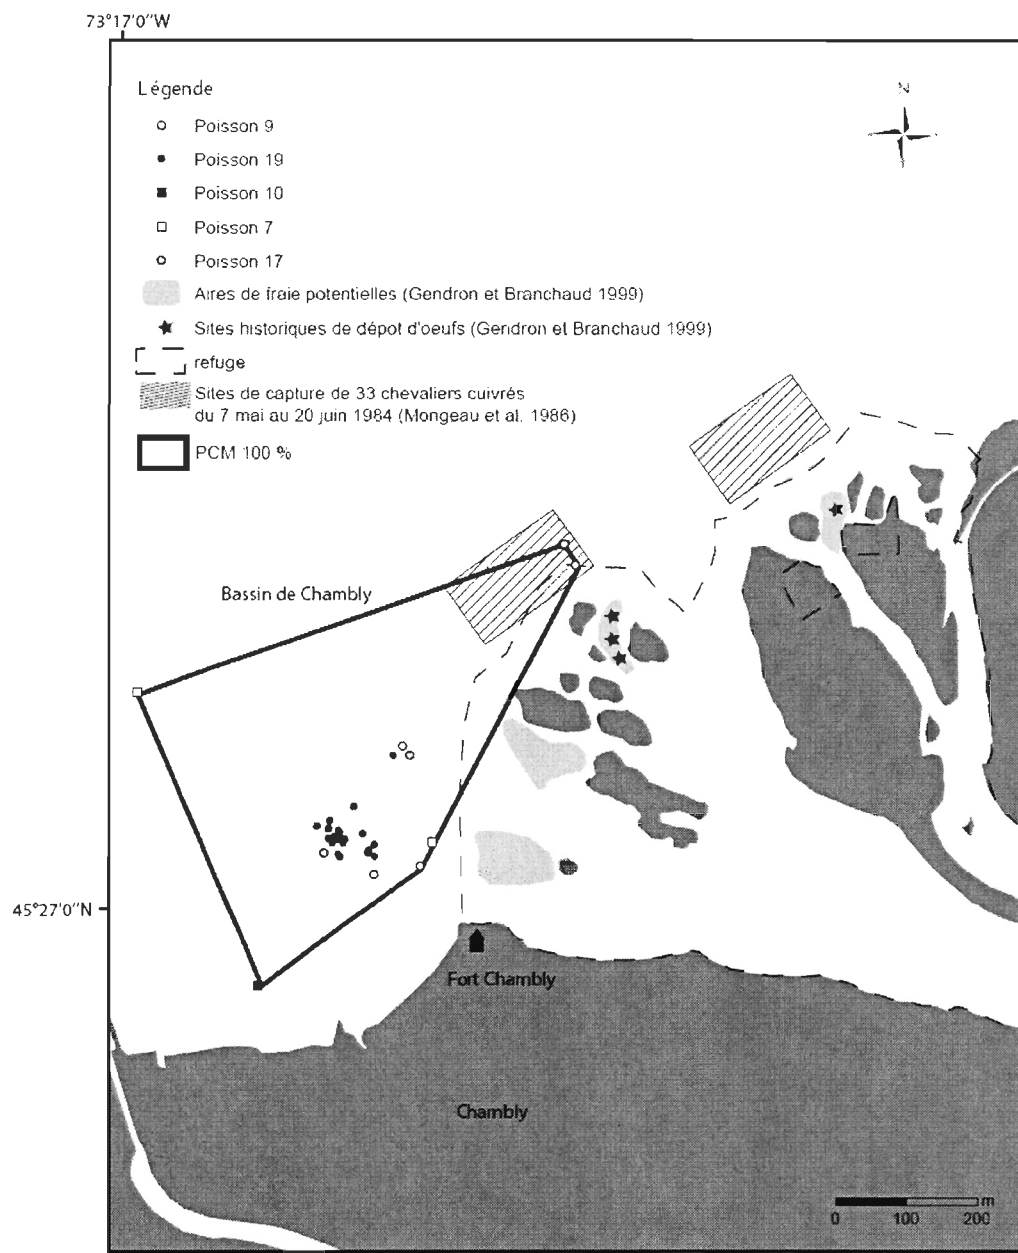 73°17'0''W
Légende
N
Poisson 9
Poisson 19
Poisson 10
Poisson 7
Poisson 17
Aires de fraie potentielles (Gendron et Branchaud 1999)
Sites historiques de dépot d'oeufs (Gendron et Branchaud 1999)
refuge
Sites de capture de 33 chevaliers cuivrés
du 7 mai au 20 juin 1984 (Mongeau et al. 1986)
PCM 100 %
Bassin de Chambly
45°27'0''N
Fort Chambly
Chambly
m
0 100 200